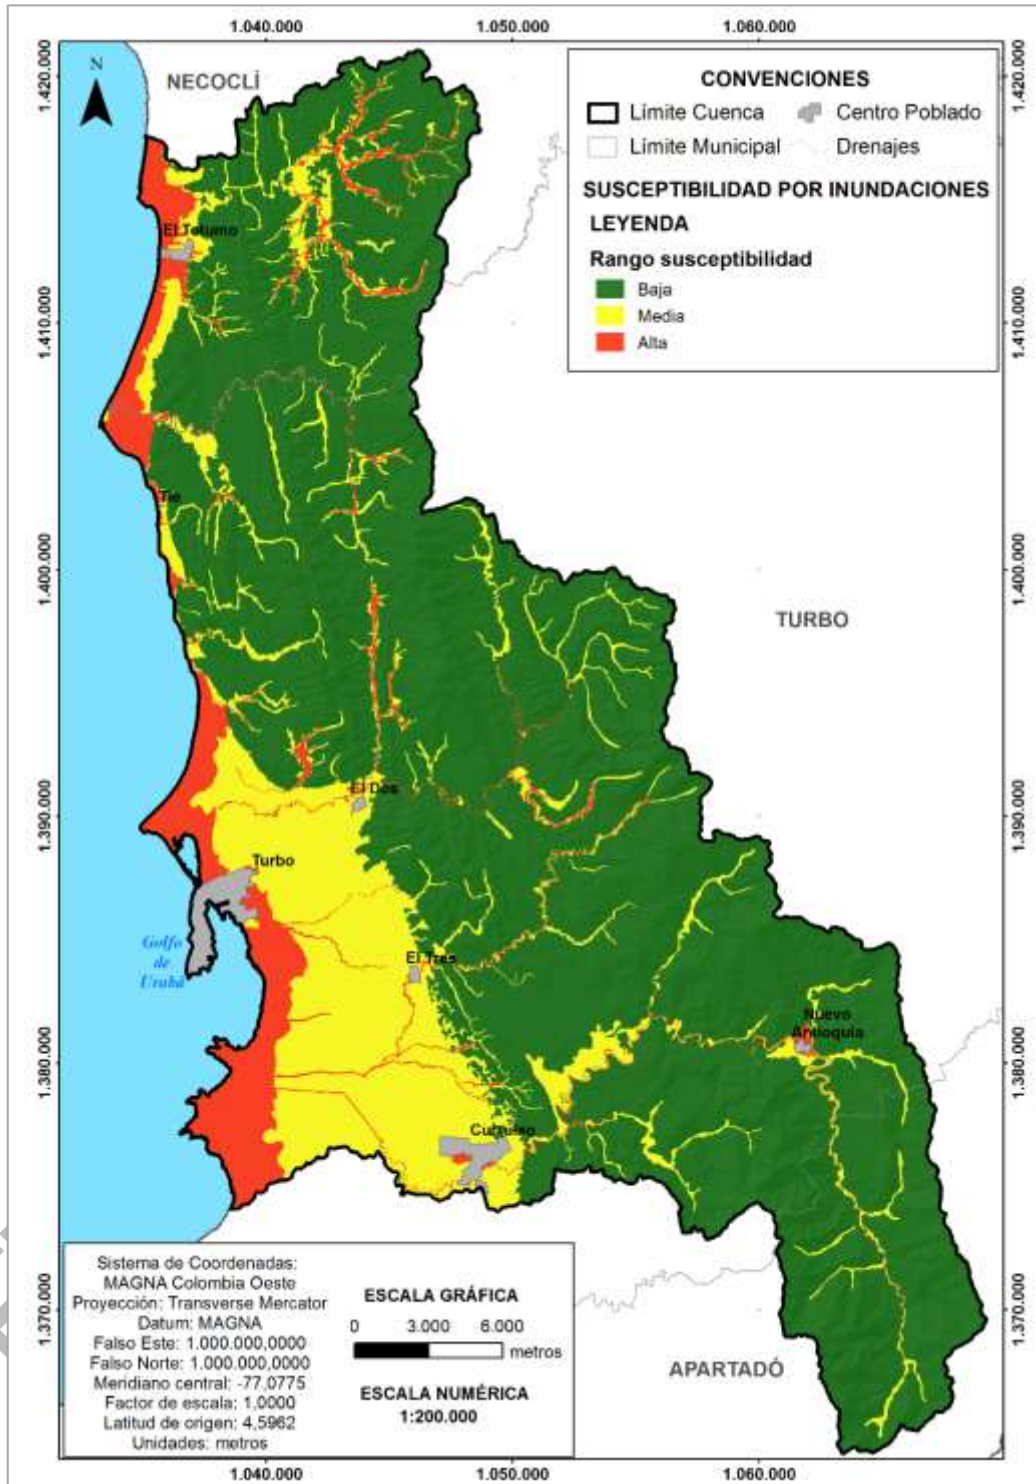 1.040.000 1.050.000 1.060.000
1.420.000 1.420.000
N
NECOCLÍ
CONVENCIONES
Límite Cuenca Centro Poblado
Límite Municipal Drenajes
SUSCEPTIBILIDAD POR INUNDACIONES
LEYENDA
Rango susceptibilidad
Baja
Media
Alta
El Totumo
1.410.000 1.410.000
Tie
1.400.000 1.400.000
TURBO
1.390.000 1.390.000
El Dos
Turbo
Golfo
de
Urabá
El Tres
Nuevo
Antioquia
1.380.000 1.380.000
1.370.000
Sistema de Coordenadas:
MAGNA Colombia Oeste
Proyección: Transverse Mercator
Datum: MAGNA
Falso Este: 1.000.000,0000
Falso Norte: 1.000.000,0000
Meridiano central: -77,0775
Factor de escala: 1,0000
Latitud de origen: 4,5962
Unidades: metros
ESCALA GRÁFICA
0 3.000 6.000
metros
ESCALA NUMÉRICA
1:200.000
APARTADÓ
1.370.000
1.040.000 1.050.000 1.060.000